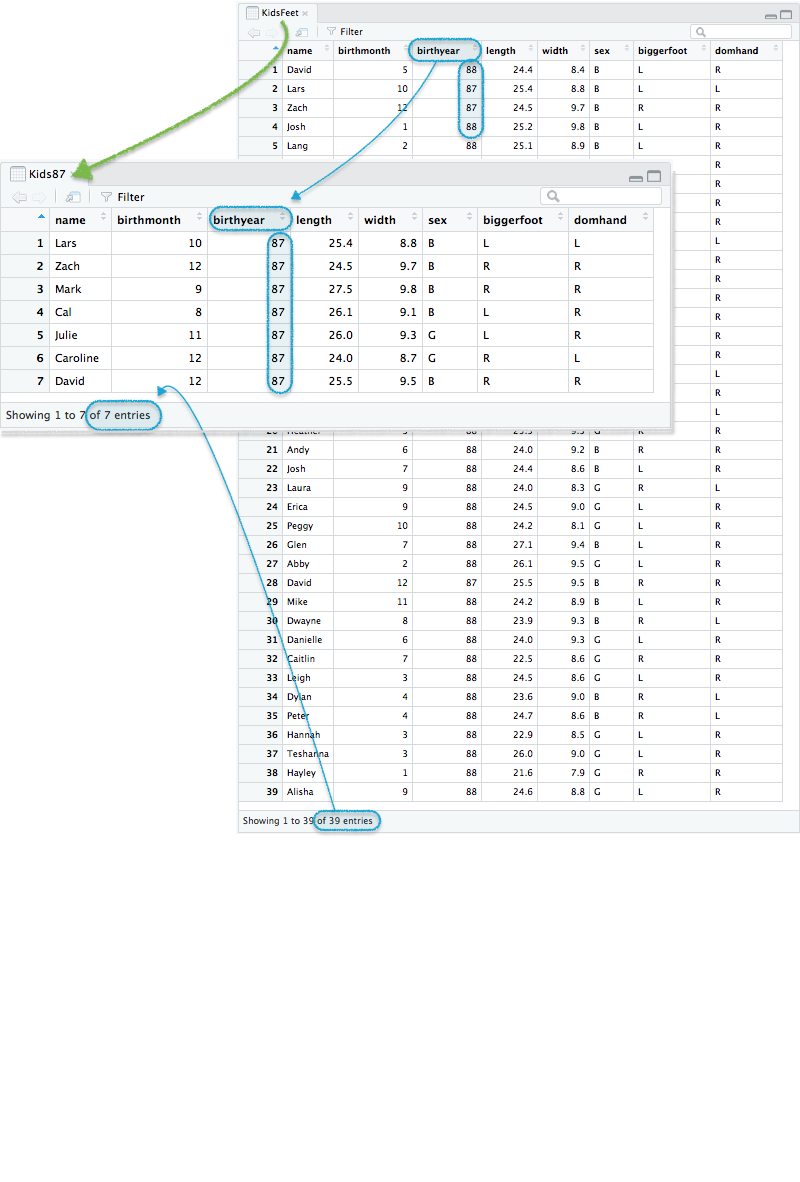 KidsFeet
Filter
name birthmonth birthyear length width sex biggerfoot domhand
1 David 5 88 24.4 8.4 B L R
2 Lars 10 87 25.4 8.8 B L L
3 Zach 12 87 24.5 9.7 B R R
4 Josh 1 88 25.2 9.8 B L R
5 Lang 2 88 25.1 8.9 B L R
R
R
R
R
L
R
R
R
R
R
R
L
R
L
R
Kids87
Filter
name birthmonth birthyear length width sex biggerfoot domhand
1 Lars 10 87 25.4 8.8 B L L
2 Zach 12 87 24.5 9.7 B R R
3 Mark 9 87 27.5 9.8 B R R
4 Cal 8 87 26.1 9.1 B L R
5 Julie 11 87 26.0 9.3 G L R
6 Caroline 12 87 24.0 8.7 G R L
7 David 12 87 25.5 9.5 B R R
Showing 1 to 7 of 7 entries
20 Heather 88 G R R
21 Andy 6 88 24.0 9.2 B R R
22 Josh 7 88 24.4 8.6 B L R
23 Laura 9 88 24.0 8.3 G R L
24 Erica 9 88 24.5 9.0 G L R
25 Peggy 10 88 24.2 8.1 G L R
26 Glen 7 88 27.1 9.4 B L R
27 Abby 2 88 26.1 9.5 G L R
28 David 12 87 25.5 9.5 B R R
29 Mike 11 88 24.2 8.9 B L R
30 Dwayne 8 88 23.9 9.3 B R L
31 Danielle 6 88 24.0 9.3 G L R
32 Caitlin 7 88 22.5 8.6 G R R
33 Leigh 3 88 24.5 8.6 G L R
34 Dylan 4 88 23.6 9.0 B R L
35 Peter 4 88 24.7 8.6 B R L
36 Hannah 3 88 22.9 8.5 G L R
37 Teshanna 3 88 26.0 9.0 G L R
38 Hayley 1 88 21.6 7.9 G R R
39 Alisha 9 88 24.6 8.8 G L R
Showing 1 to 39 of 39 entries